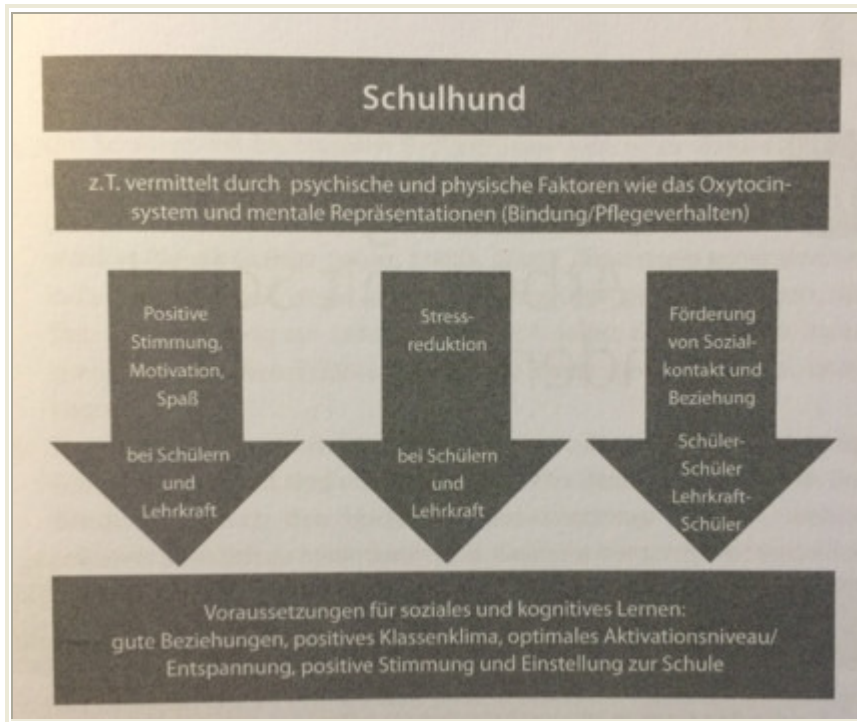 Schulhund
z.T. vermittelt durch psychische und physische Faktoren wie das Oxytocin-
system und mentale Repräsentationen (Bindung/Pflegeverhalten)
Positive
Stimmung,
Motivation,
Spaß
bei Schülern
und
Lehrkraft
Stress-
reduktion
bei Schülern
und
Lehrkraft
Förderung
von Sozial-
kontakt und
Beziehung
Schüler-
Schüler
Lehrkraft-
Schüler
Voraussetzungen für soziales und kognitives Lernen:
gute Beziehungen, positives Klassenklima, optimales Aktivationsniveau/
Entspannung, positive Stimmung und Einstellung zur Schule